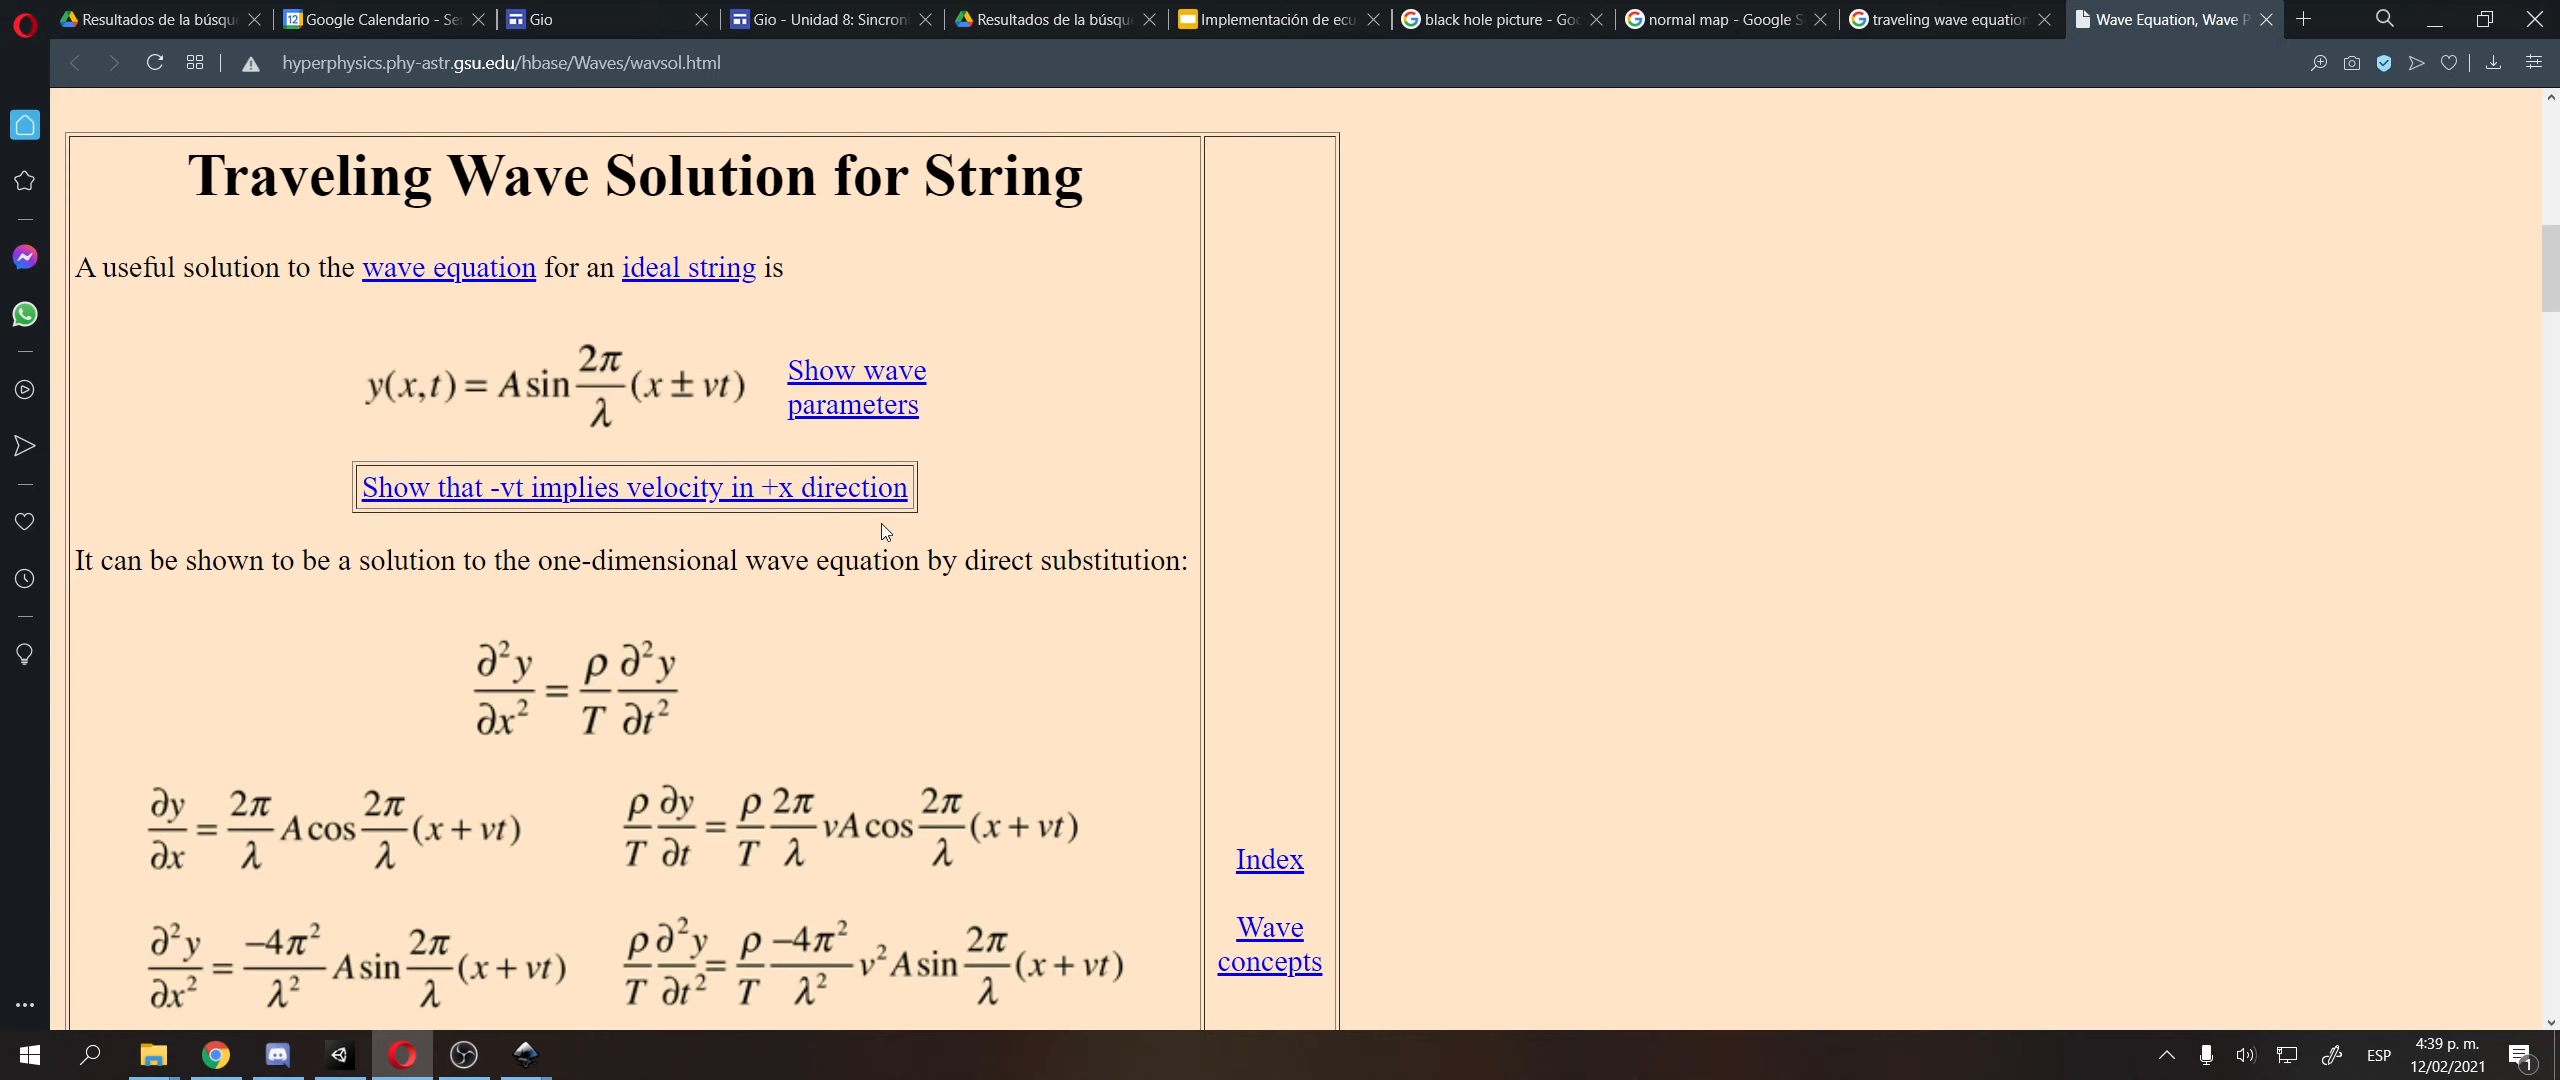 Resultados de la búsque
Google Calendario - Se
Gio
Gio - Unidad 8: Sincron
Resultados de la búsque
Implementación de ecu
black hole picture - Goo
normal map - Google S
traveling wave equation
Wave Equation, Wave P
hyperphysics.phy-astr.gsu.edu/hbase/Waves/wavsol.html
Traveling Wave Solution for String
A useful solution to the wave equation for an ideal string is
y(x,t) = A sin 2π/λ (x ± vt)
Show wave
parameters
Show that -vt implies velocity in +x direction
It can be shown to be a solution to the one-dimensional wave equation by direct substitution:
∂²y/∂x² = ρ/T ∂²y/∂t²
∂y/∂x = 2π/λ A cos 2π/λ (x + vt)
ρ/T ∂y/∂t = ρ/T 2π/λ vA cos 2π/λ (x + vt)
∂²y/∂x² = −4π²/λ² A sin 2π/λ (x + vt)
ρ/T ∂²y/∂t² = ρ/T −4π²/λ² v² A sin 2π/λ (x + vt)
Index
Wave
concepts
ESP
4:39 p. m.
12/02/2021
1